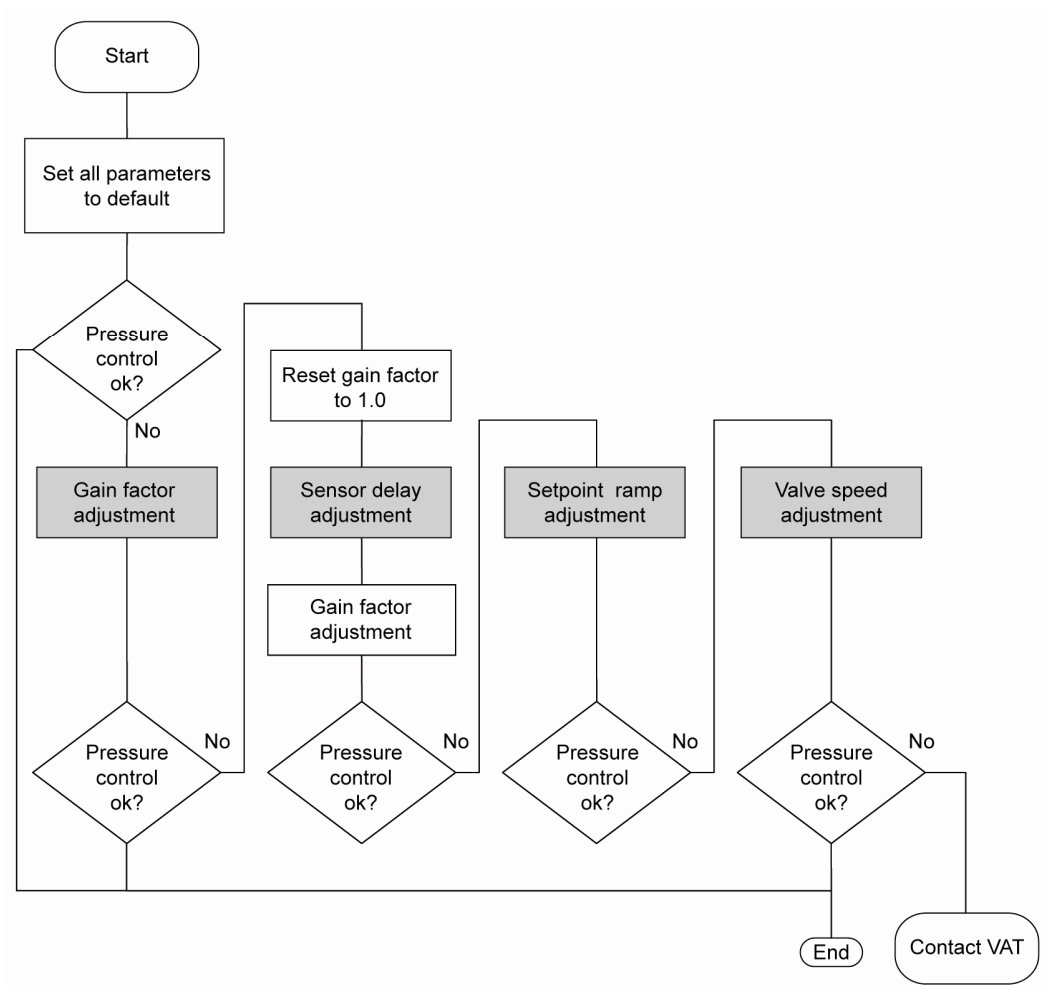 Start
Set all parameters
to default
Pressure
control
ok?
No
Gain factor
adjustment
Pressure
control
ok?
No
Reset gain factor
to 1.0
Sensor delay
adjustment
Gain factor
adjustment
Pressure
control
ok?
No
Setpoint ramp
adjustment
Pressure
control
ok?
No
Valve speed
adjustment
Pressure
control
ok?
No
End
Contact VAT